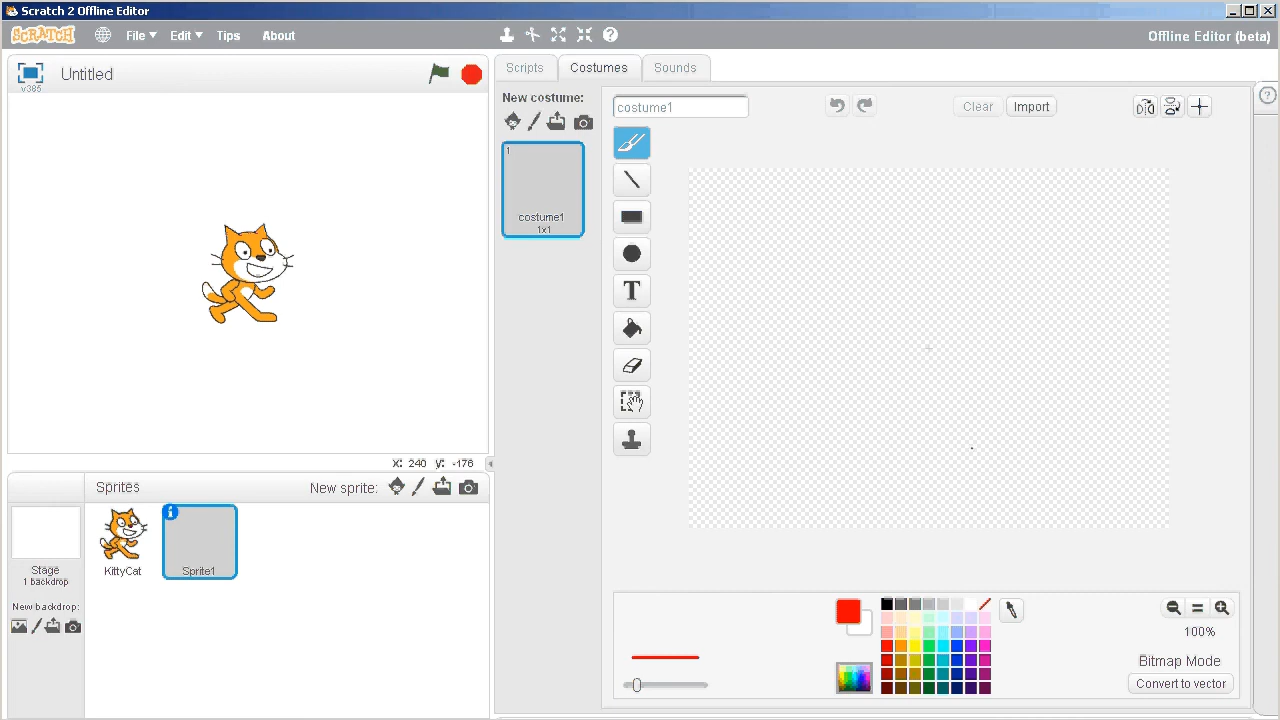 Scratch 2 Offline Editor
SCRATCH File Edit Tips About Offline Editor (beta)
v385 Untitled
Scripts Costumes Sounds
New costume:
costume1 Clear Import
1
costume1
1x1
T
X: 240 y: -176
Sprites New sprite:
KittyCat Sprite1
Stage
1 backdrop
New backdrop:
100%
Bitmap Mode
Convert to vector